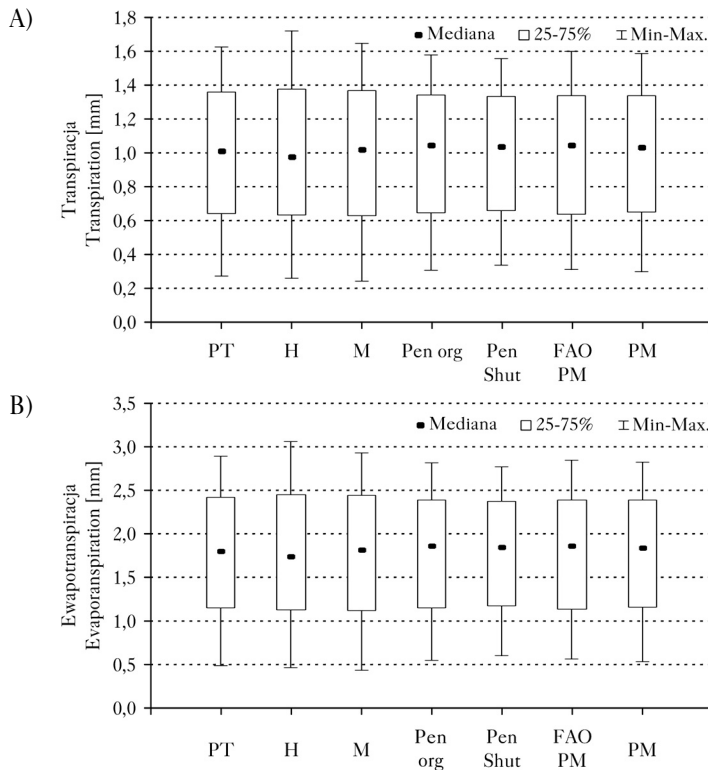 A)
Transpiracja
Transpiration [mm]
1,8
1,6
1,4
1,2
1,0
0,8
0,6
0,4
0,2
0,0
Mediana 25-75% Min-Max.
PT H M Pen org Pen Shut FAO PM PM
B)
Ewapotranspiracja
Evaporanspiration [mm]
3,5
3,0
2,5
2,0
1,5
1,0
0,5
0,0
Mediana 25-75% Min-Max.
PT H M Pen org Pen Shut FAO PM PM